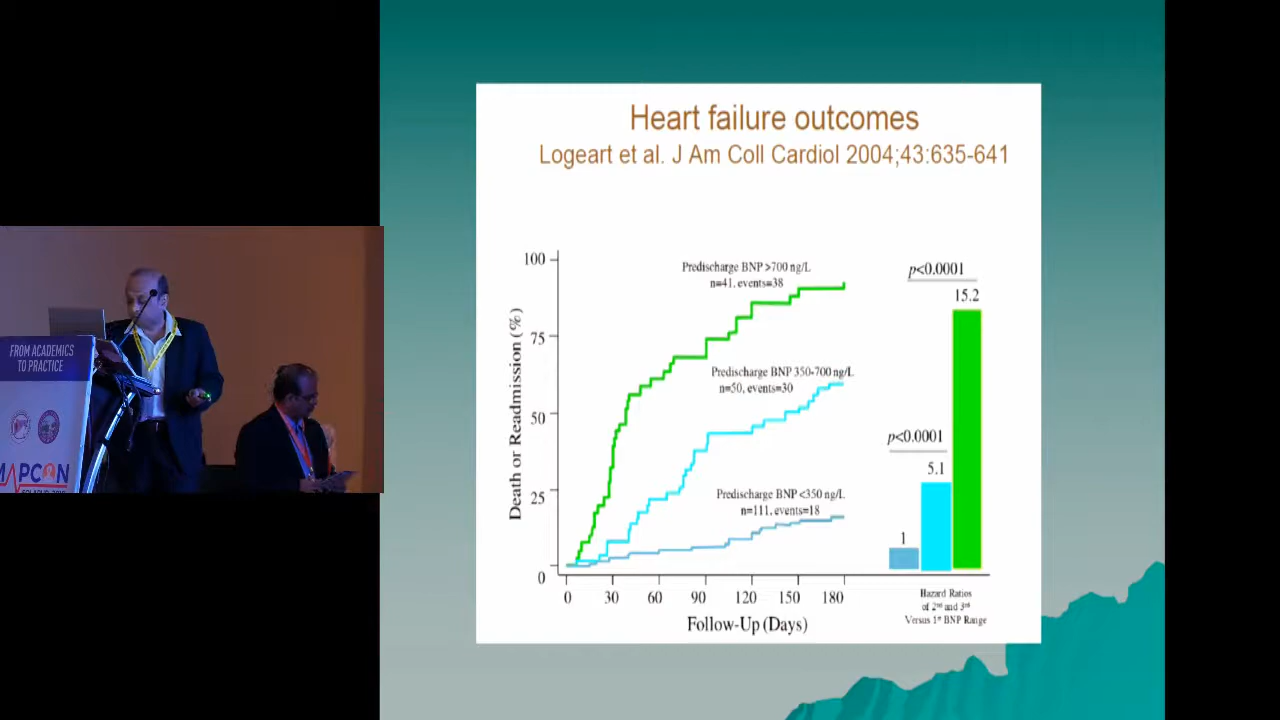 Heart failure outcomes
Logeart et al. J Am Coll Cardiol 2004;43:635-641
100
75
50
25
0
Death or Readmission (%)
Predischarge BNP >700 ng/L
n=41, events=38
Predischarge BNP 350-700 ng/L
n=50, events=30
Predischarge BNP <350 ng/L
n=111, events=18
0 30 60 90 120 150 180
Follow-Up (Days)
p<0.0001
15.2
p<0.0001
5.1
1
Hazard Ratios
of 2nd and 3rd
Versus 1st BNP Range
FROM ACADEMICS
TO PRACTICE
MAPCON